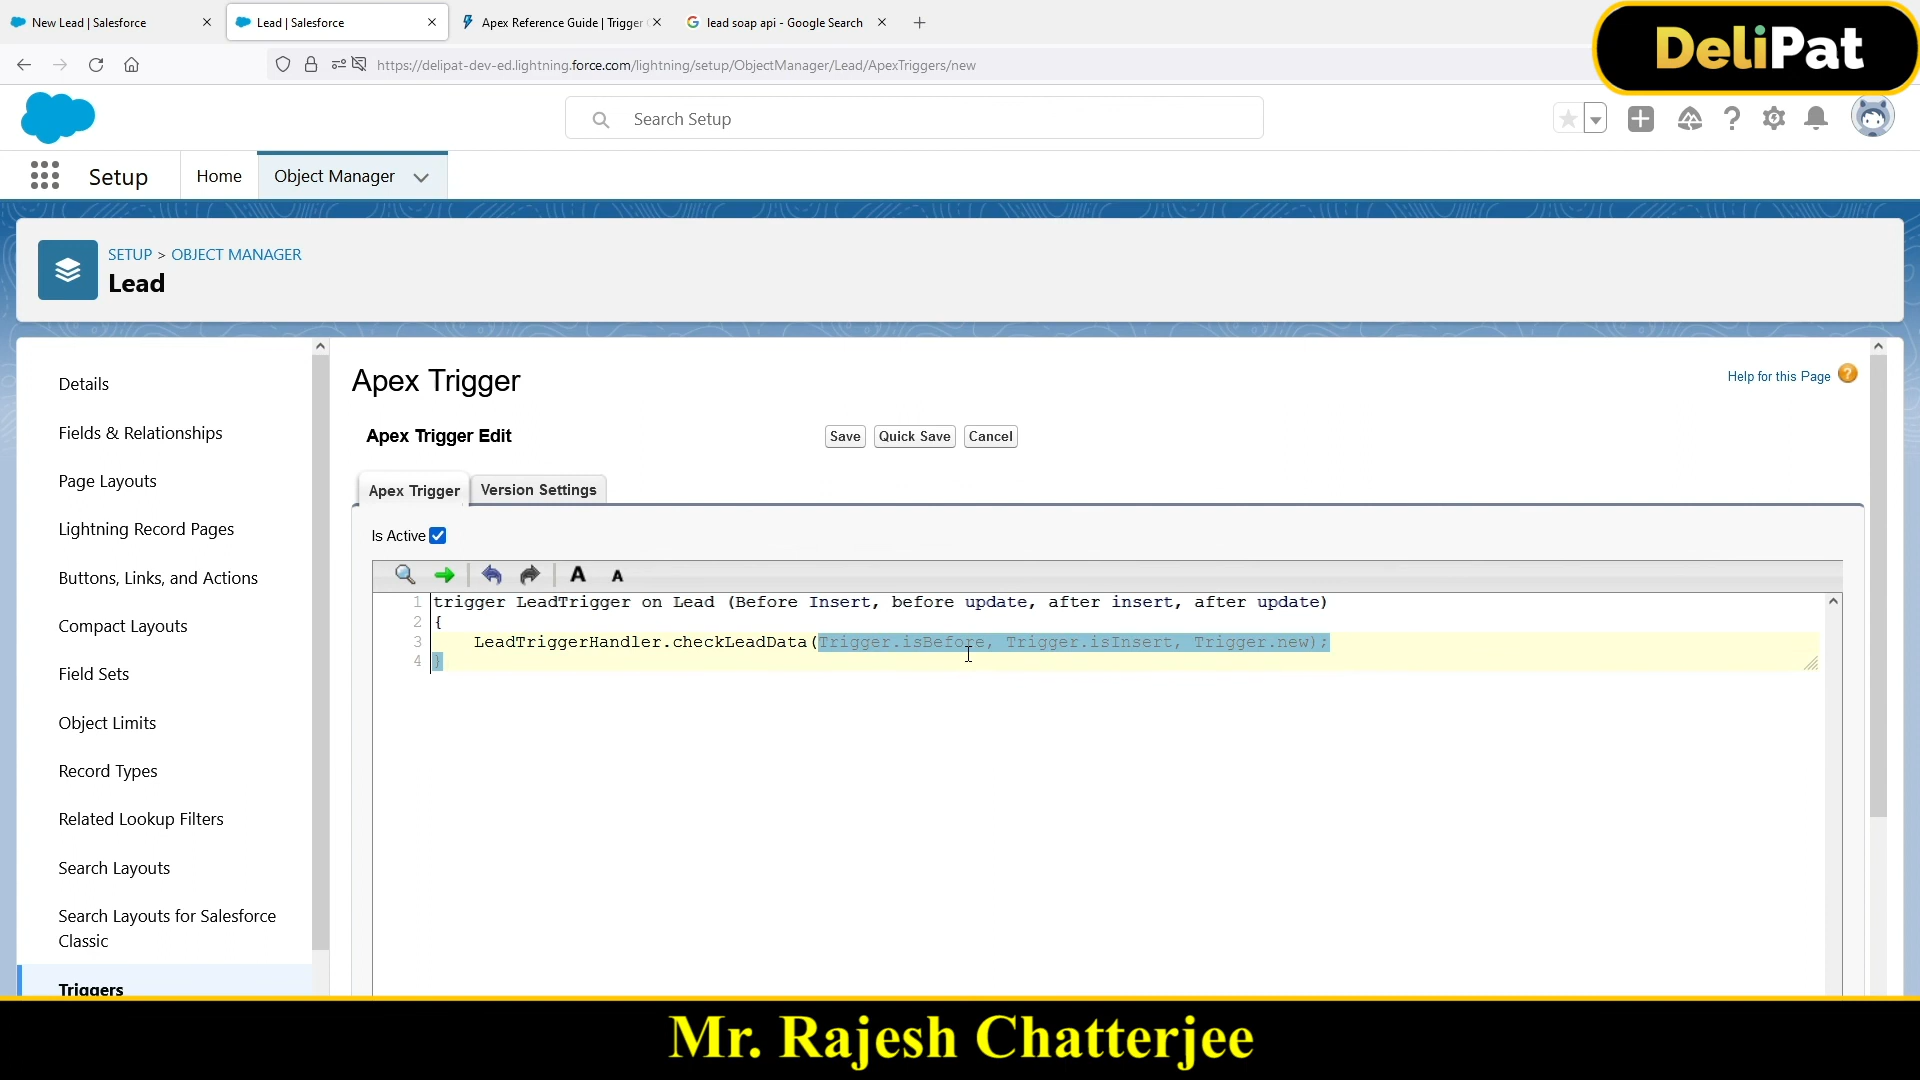 New Lead | Salesforce
Lead | Salesforce
Apex Reference Guide | Trigger
lead soap api - Google Search
DeliPat
https://delipat-dev-ed.lightning.force.com/lightning/setup/ObjectManager/Lead/ApexTriggers/new
Search Setup
Setup
Home
Object Manager
SETUP > OBJECT MANAGER
Lead
Details
Fields & Relationships
Page Layouts
Lightning Record Pages
Buttons, Links, and Actions
Compact Layouts
Field Sets
Object Limits
Record Types
Related Lookup Filters
Search Layouts
Search Layouts for Salesforce
Classic
Triggers
Apex Trigger
Help for this Page
Apex Trigger Edit
Save
Quick Save
Cancel
Apex Trigger
Version Settings
Is Active
A A
1 trigger LeadTrigger on Lead (Before Insert, before update, after insert, after update)
2 {
3 LeadTriggerHandler.checkLeadData(Trigger.isBefore, Trigger.isInsert, Trigger.new);
4 }
Mr. Rajesh Chatterjee